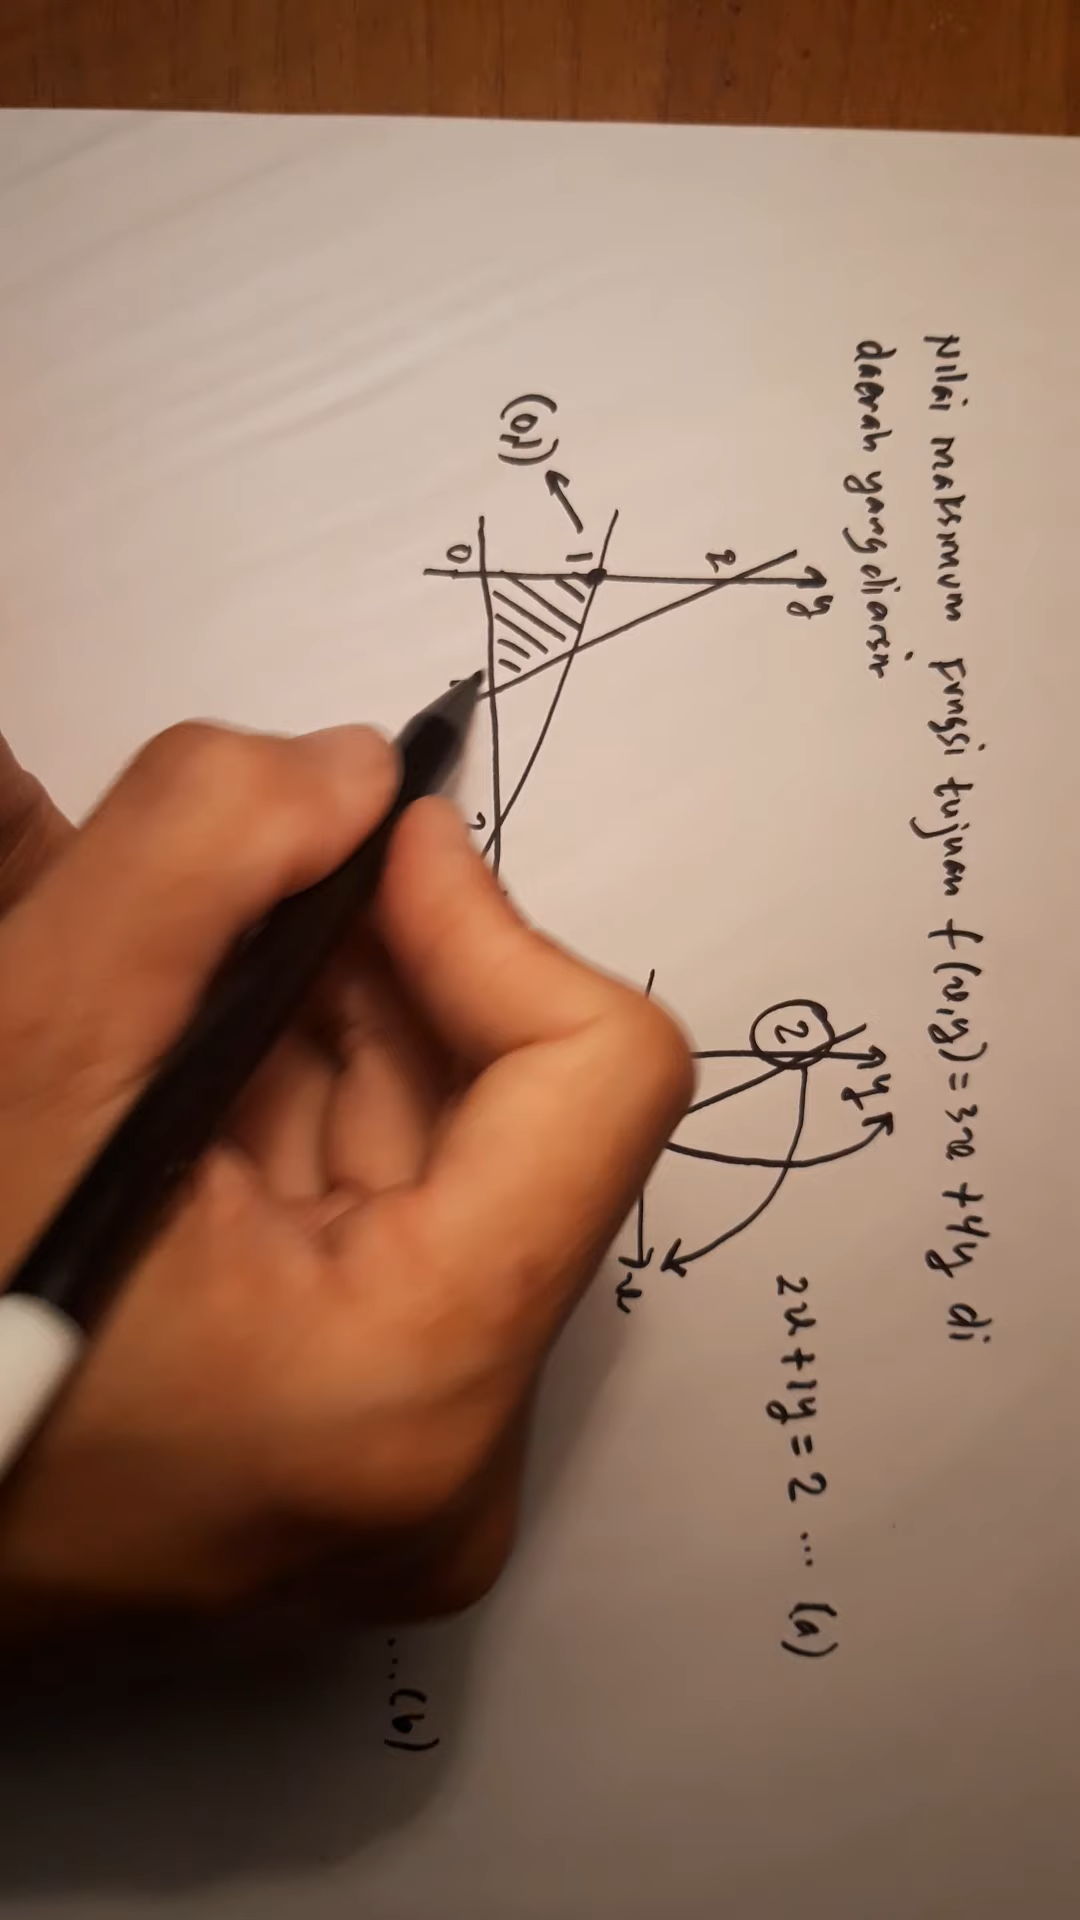 Nilai maksimum Fungsi tujuan f(x,y) = 3x + 4y di
daerah yang diarsir
y
2
1
(0,1)
0
2
y
2
x
2x + 1y = 2 ... (a)
... (b)